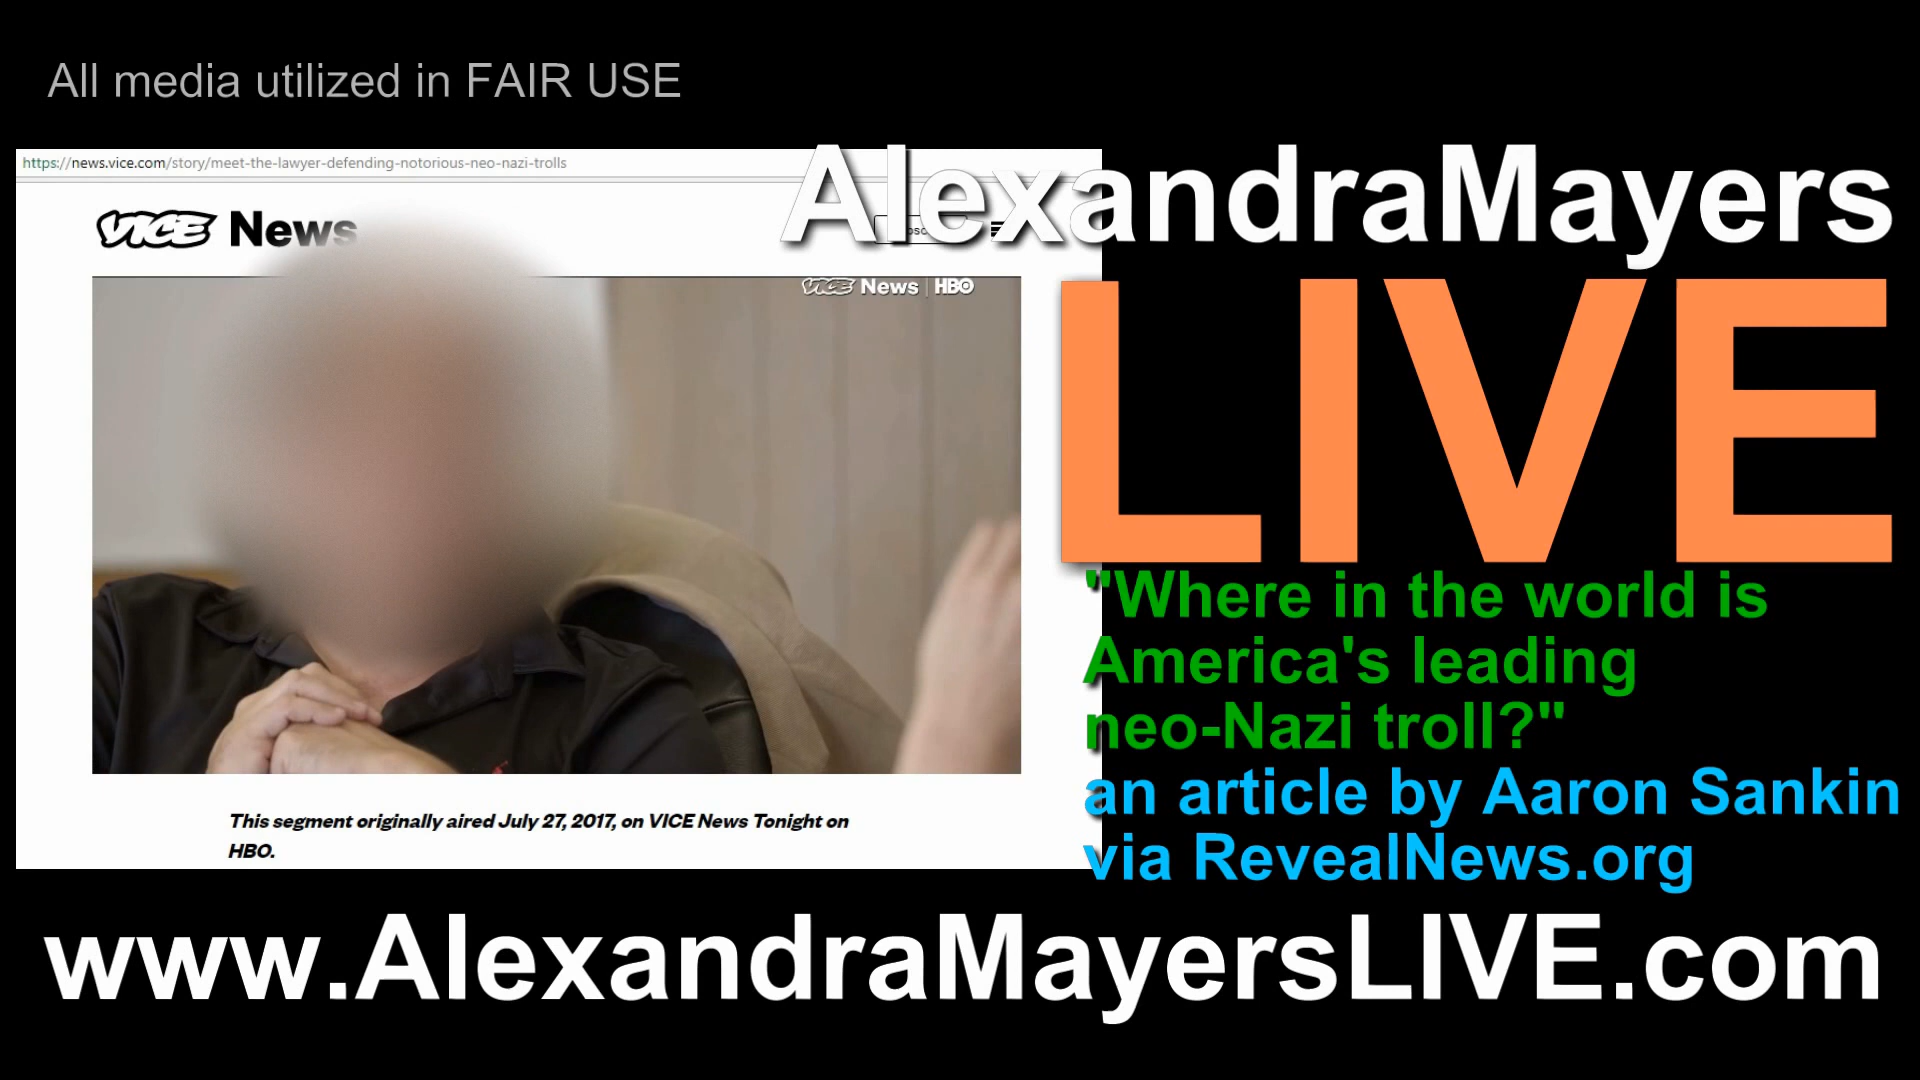 All media utilized in FAIR USE
https://news.vice.com/story/meet-the-lawyer-defending-notorious-neo-nazi-trolls
AlexandraMayers
VICE News
VICE News | HBO
LIVE
"Where in the world is
America's leading
neo-Nazi troll?"
an article by Aaron Sankin
via RevealNews.org
This segment originally aired July 27, 2017, on VICE News Tonight on
HBO.
www.AlexandraMayersLIVE.com